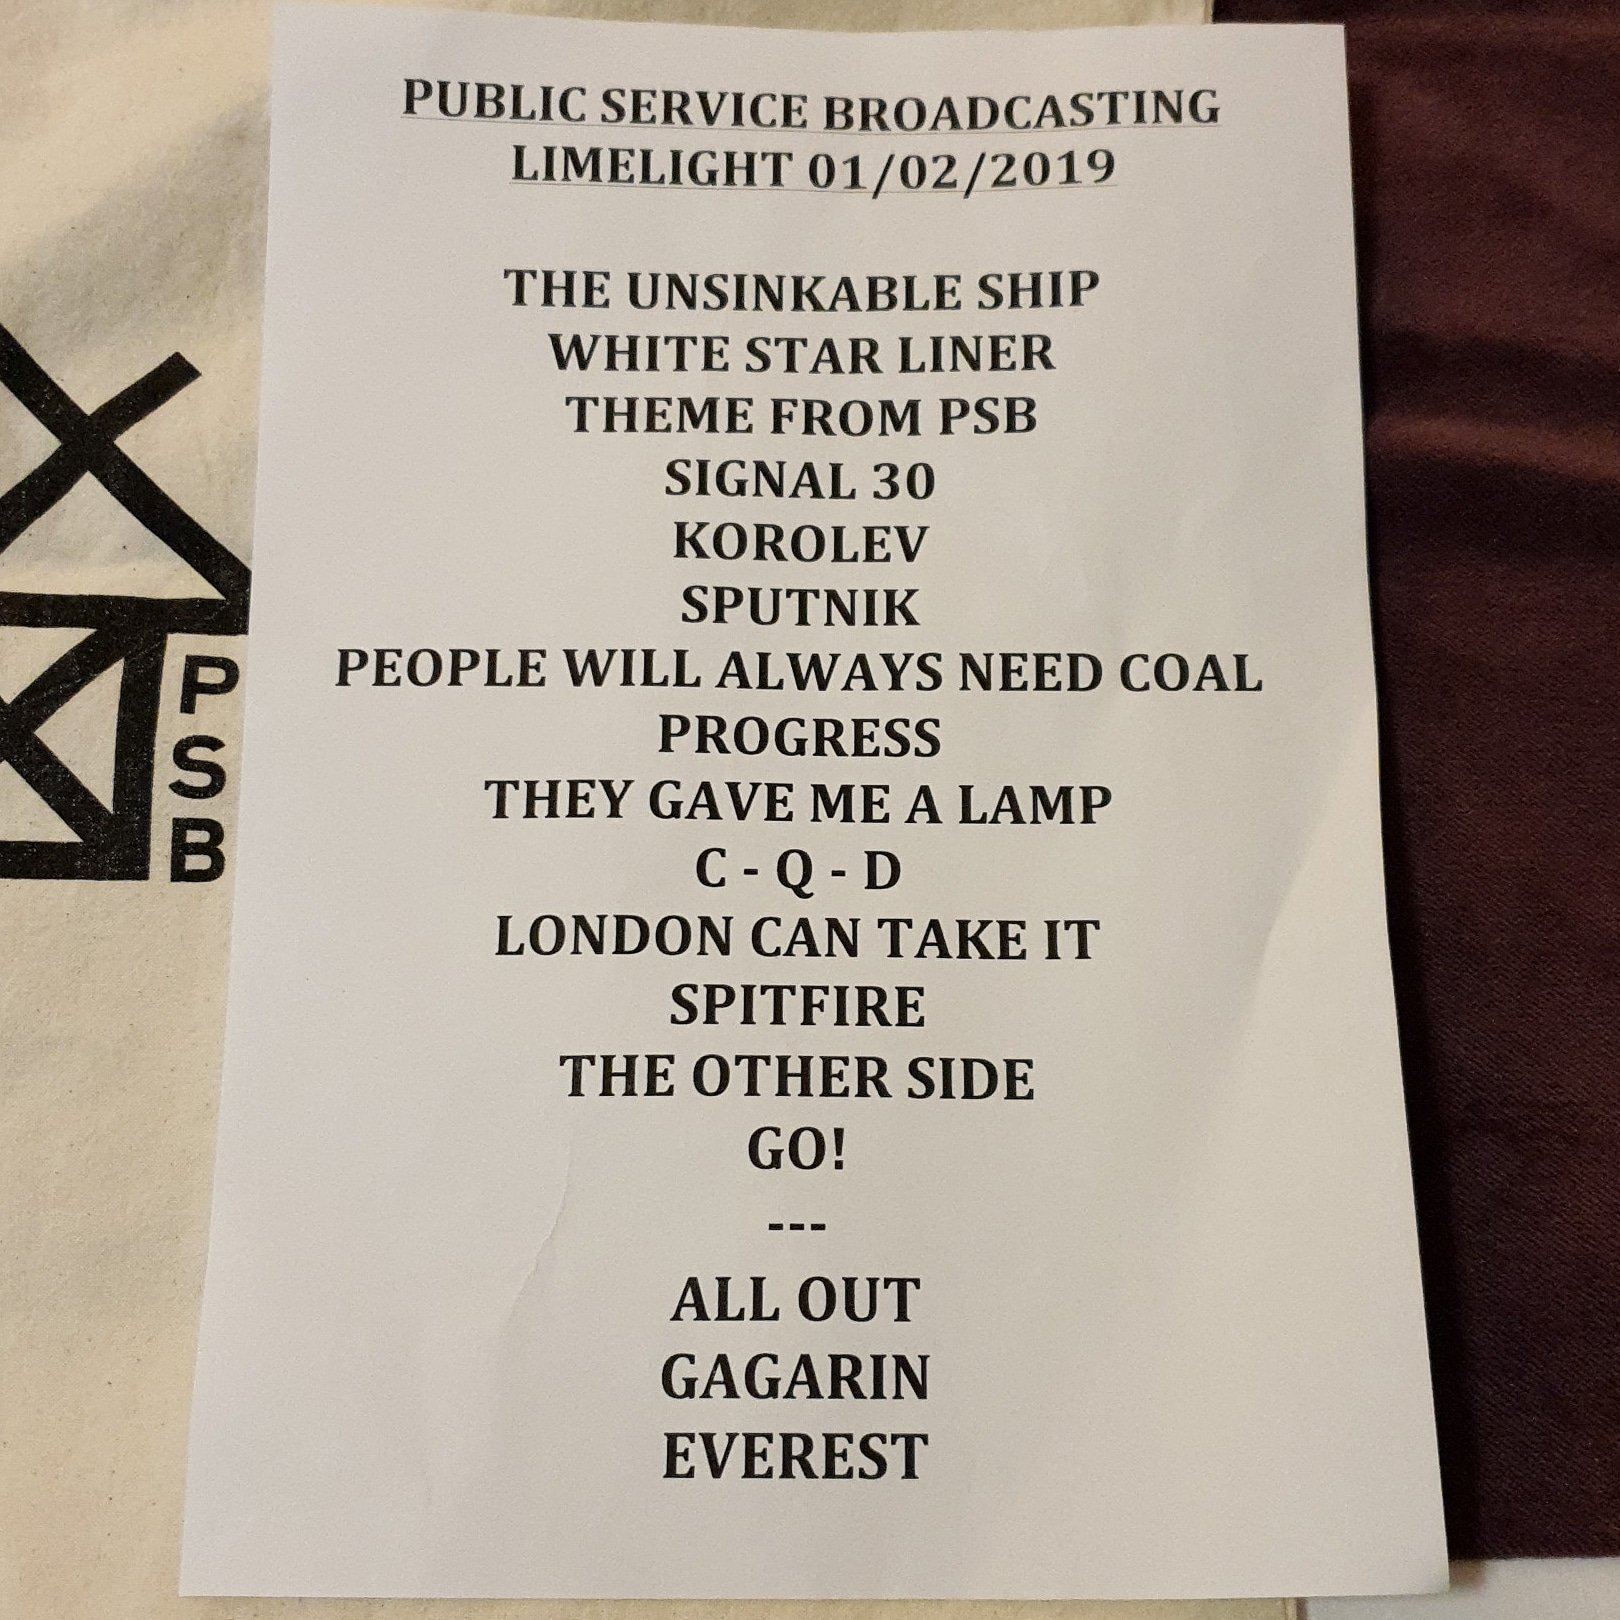 PUBLIC SERVICE BROADCASTING
LIMELIGHT 01/02/2019
THE UNSINKABLE SHIP
WHITE STAR LINER
THEME FROM PSB
SIGNAL 30
KOROLEV
SPUTNIK
PEOPLE WILL ALWAYS NEED COAL
PROGRESS
THEY GAVE ME A LAMP
C - Q - D
LONDON CAN TAKE IT
SPITFIRE
THE OTHER SIDE
GO!
---
ALL OUT
GAGARIN
EVEREST
P
S
B